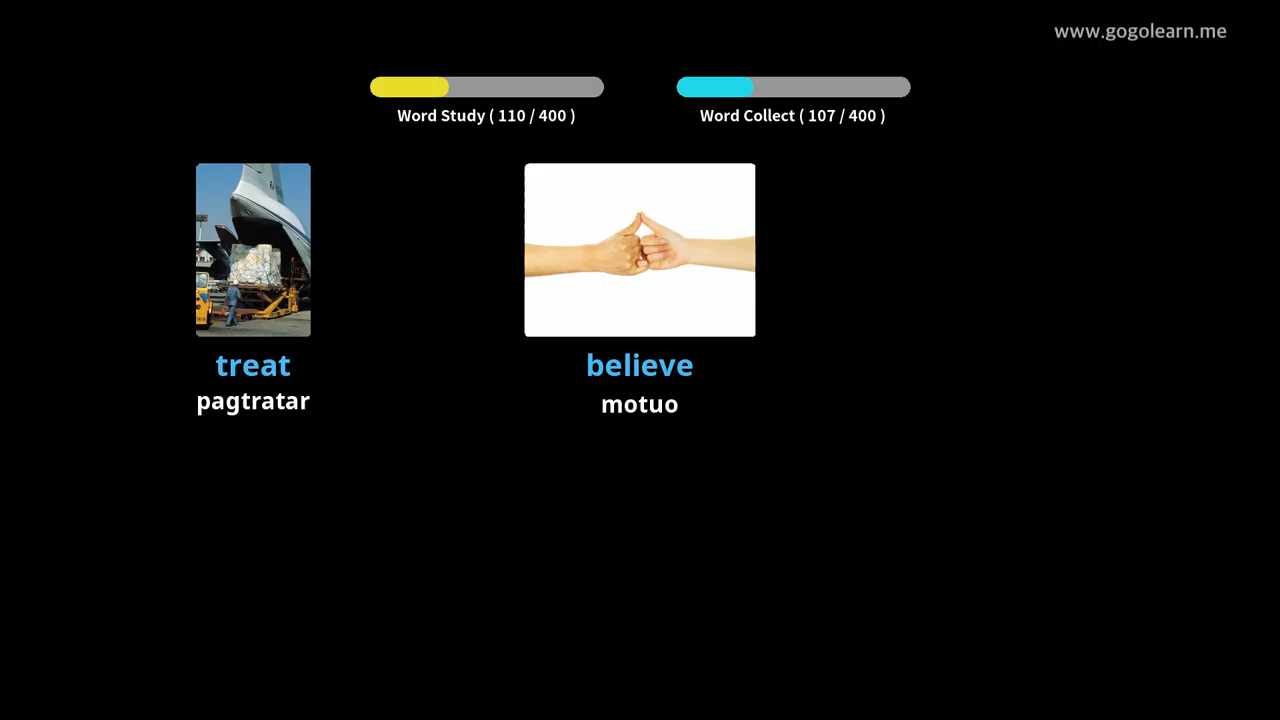 www.gogolearn.me
Word Study ( 110 / 400 )
Word Collect ( 107 / 400 )
treat
pagtratar
believe
motuo